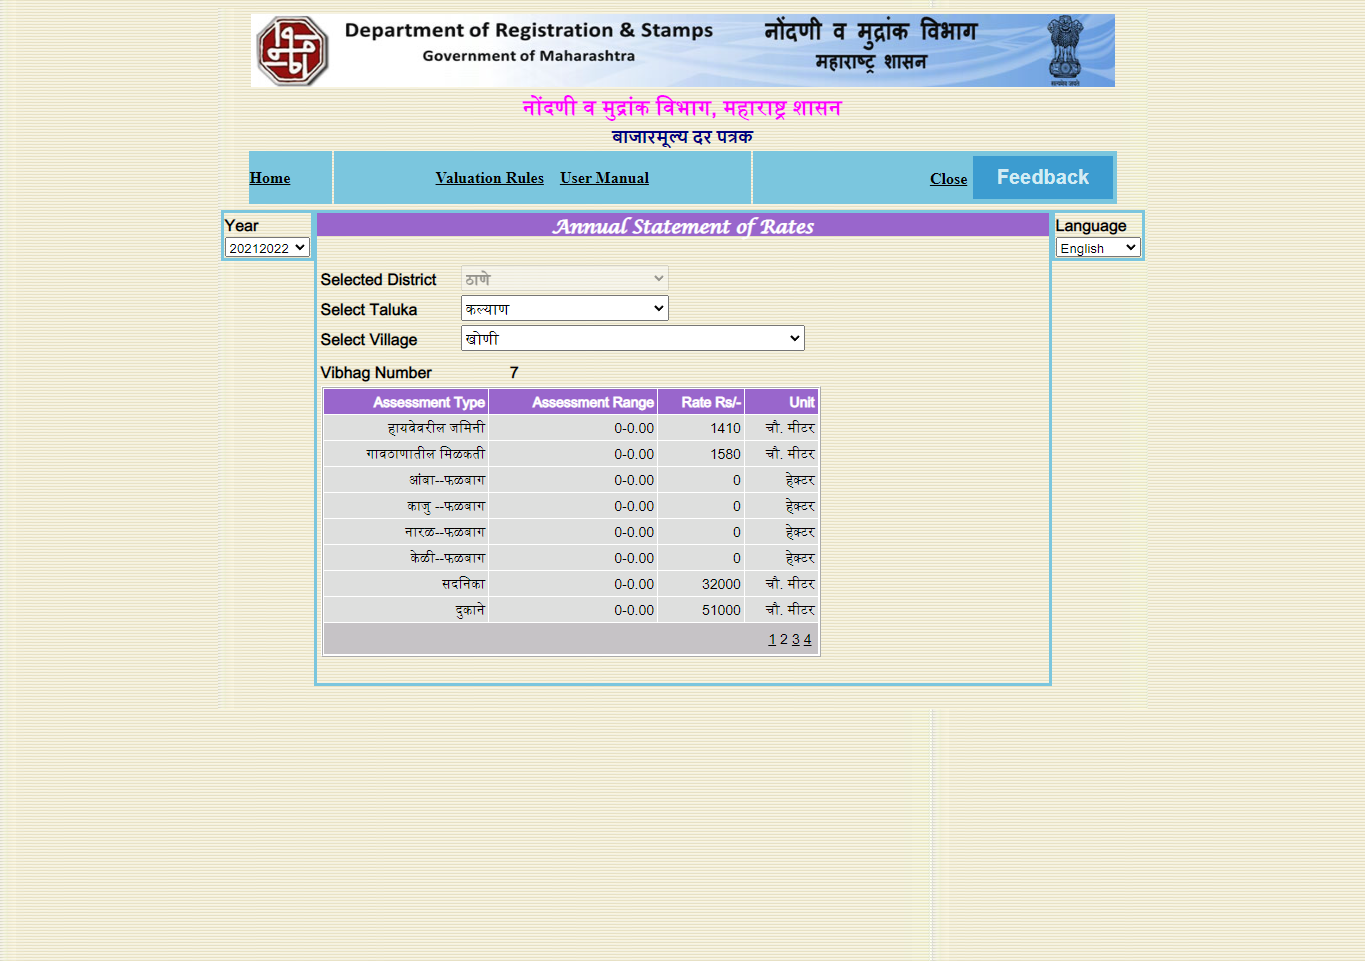 Department of Registration & Stamps
Government of Maharashtra
नोंदणी व मुद्रांक विभाग
महाराष्ट्र शासन
सत्यमेव जयते
नोंदणी व मुद्रांक विभाग, महाराष्ट्र शासन
बाजारमूल्य दर पत्रक
Home Valuation Rules User Manual Close Feedback
Year
20212022
Annual Statement of Rates
Language
English
Selected District ठाणे
Select Taluka कल्याण
Select Village खोणी
Vibhag Number 7
Assessment Type Assessment Range Rate Rs/- Unit
हायवेवरील जमिनी 0-0.00 1410 चौ. मीटर
गावठाणातील मिळकती 0-0.00 1580 चौ. मीटर
आंबा--फळबाग 0-0.00 0 हेक्टर
काजु --फळबाग 0-0.00 0 हेक्टर
नारळ--फळबाग 0-0.00 0 हेक्टर
केळी--फळबाग 0-0.00 0 हेक्टर
सदनिका 0-0.00 32000 चौ. मीटर
दुकाने 0-0.00 51000 चौ. मीटर
1 2 3 4